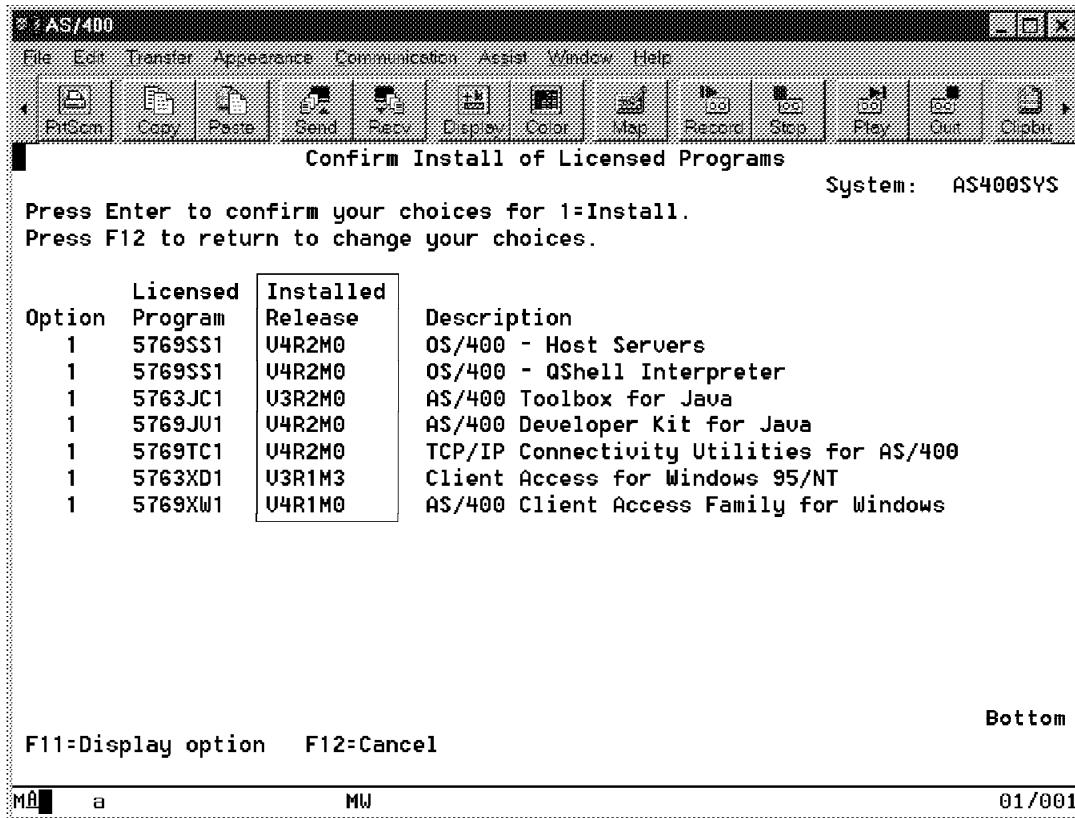 AS/400
File Edit Transfer Appearance Communication Assist Window Help
PrtScrn Copy Paste Send Recv Display Color Map Record Stop Play Quit Clipbrd
Confirm Install of Licensed Programs
System: AS400SYS
Press Enter to confirm your choices for 1=Install.
Press F12 to return to change your choices.
Licensed Installed
Option Program Release Description
1 5769SS1 V4R2M0 OS/400 - Host Servers
1 5769SS1 V4R2M0 OS/400 - QShell Interpreter
1 5763JC1 V3R2M0 AS/400 Toolbox for Java
1 5769JV1 V4R2M0 AS/400 Developer Kit for Java
1 5769TC1 V4R2M0 TCP/IP Connectivity Utilities for AS/400
1 5763XD1 V3R1M3 Client Access for Windows 95/NT
1 5769XW1 V4R1M0 AS/400 Client Access Family for Windows
Bottom
F11=Display option F12=Cancel
MA a MW 01/001